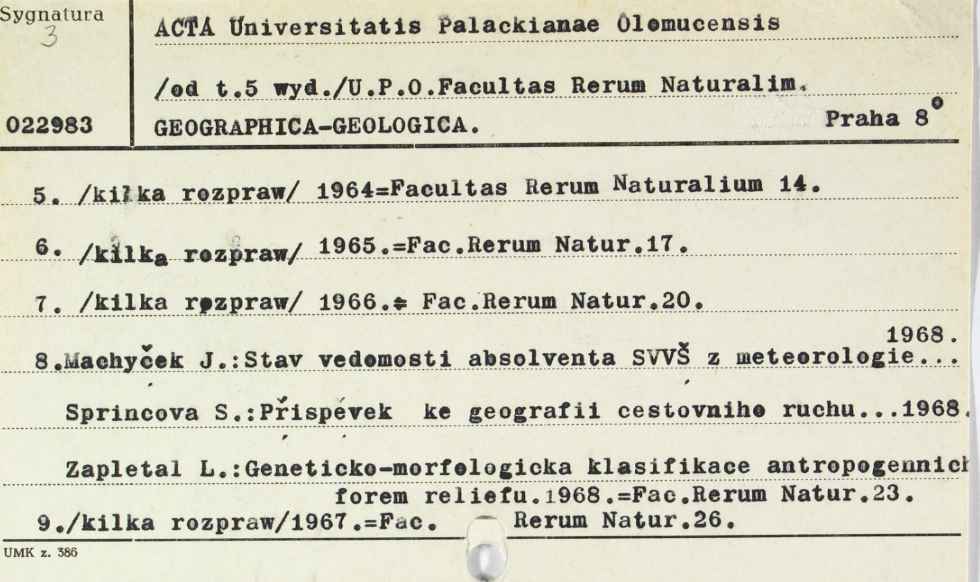 Sygnatura
3
022983
ACTA Universitatis Palackianae Olomucensis
/od t.5 wyd./U.P.O.Facultas Rerum Naturalim.
GEOGRAPHICA-GEOLOGICA. Praha 8°
5. /kilka rozpraw/ 1964=Facultas Rerum Naturalium 14.
6. /kilka rozpraw/ 1965.=Fac.Rerum Natur.17.
7. /kilka rozpraw/ 1966.= Fac.Rerum Natur.20.
1968.
8.Machyček J.:Stav vedomosti absolventa SVVŠ z meteorologie...
Sprincova S.:Příspévek ke geografii cestovního ruchu...1968.
Zapletal L.:Geneticko-morfologicka klasifikace antropogennich
forem reliefu.1968.=Fac.Rerum Natur.23.
9./kilka rozpraw/1967.=Fac. Rerum Natur.26.
UMK z. 386